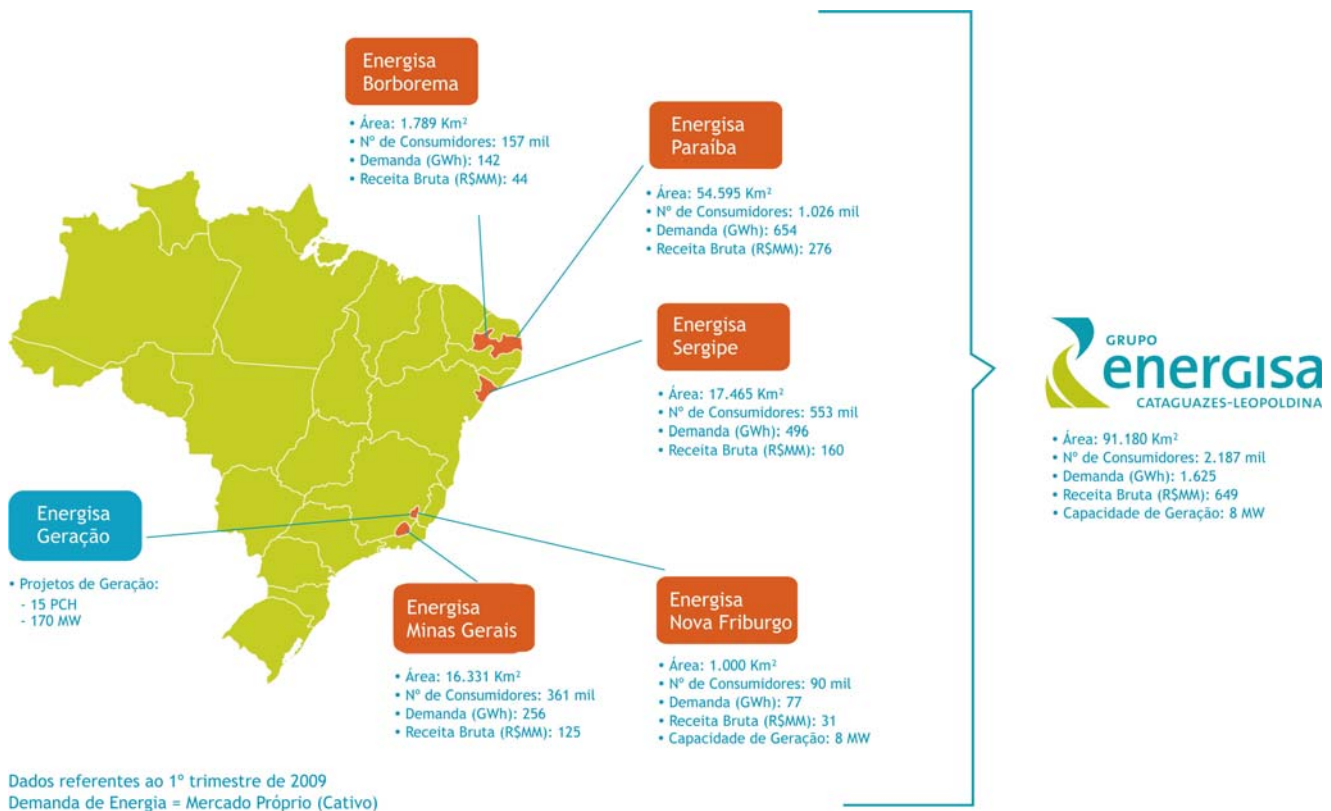 Energisa
Borborema
• Área: 1.789 Km²
• Nº de Consumidores: 157 mil
• Demanda (GWh): 142
• Receita Bruta (R$MM): 44
Energisa
Paraíba
• Área: 54.595 Km²
• Nº de Consumidores: 1.026 mil
• Demanda (GWh): 654
• Receita Bruta (R$MM): 276
Energisa
Sergipe
• Área: 17.465 Km²
• Nº de Consumidores: 553 mil
• Demanda (GWh): 496
• Receita Bruta (R$MM): 160
Energisa
Geração
• Projetos de Geração:
- 15 PCH
- 170 MW
Energisa
Minas Gerais
• Área: 16.331 Km²
• Nº de Consumidores: 361 mil
• Demanda (GWh): 256
• Receita Bruta (R$MM): 125
Energisa
Nova Friburgo
• Área: 1.000 Km²
• Nº de Consumidores: 90 mil
• Demanda (GWh): 77
• Receita Bruta (R$MM): 31
• Capacidade de Geração: 8 MW
GRUPO
energisa
CATAGUAZES-LEOPOLDINA
• Área: 91.180 Km²
• Nº de Consumidores: 2.187 mil
• Demanda (GWh): 1.625
• Receita Bruta (R$MM): 649
• Capacidade de Geração: 8 MW
Dados referentes ao 1º trimestre de 2009
Demanda de Energia = Mercado Próprio (Cativo)